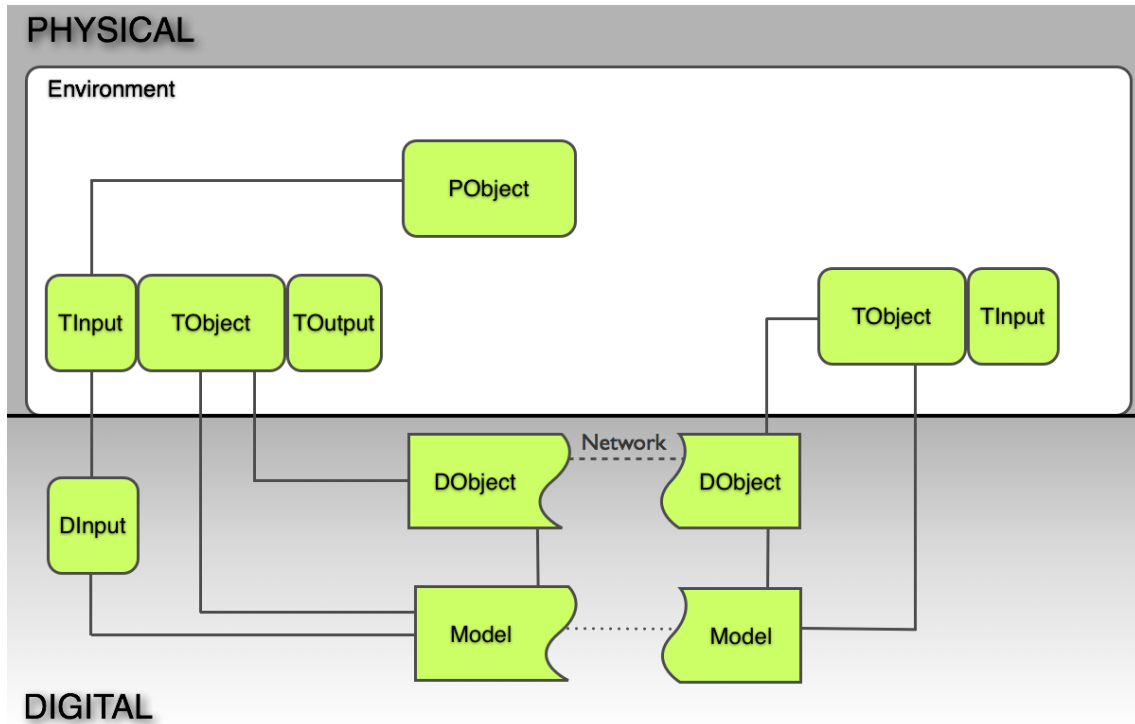 PHYSICAL
Environment
PObject
TInput
TObject
TOutput
TObject
TInput
Network
DObject
DObject
DInput
Model
Model
DIGITAL